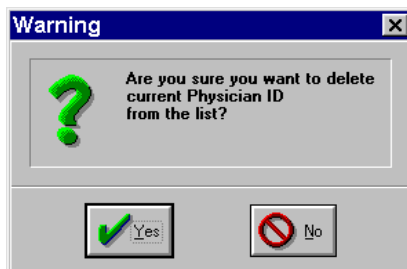 Warning
Are you sure you want to delete
current Physician ID
from the list?
Yes
No